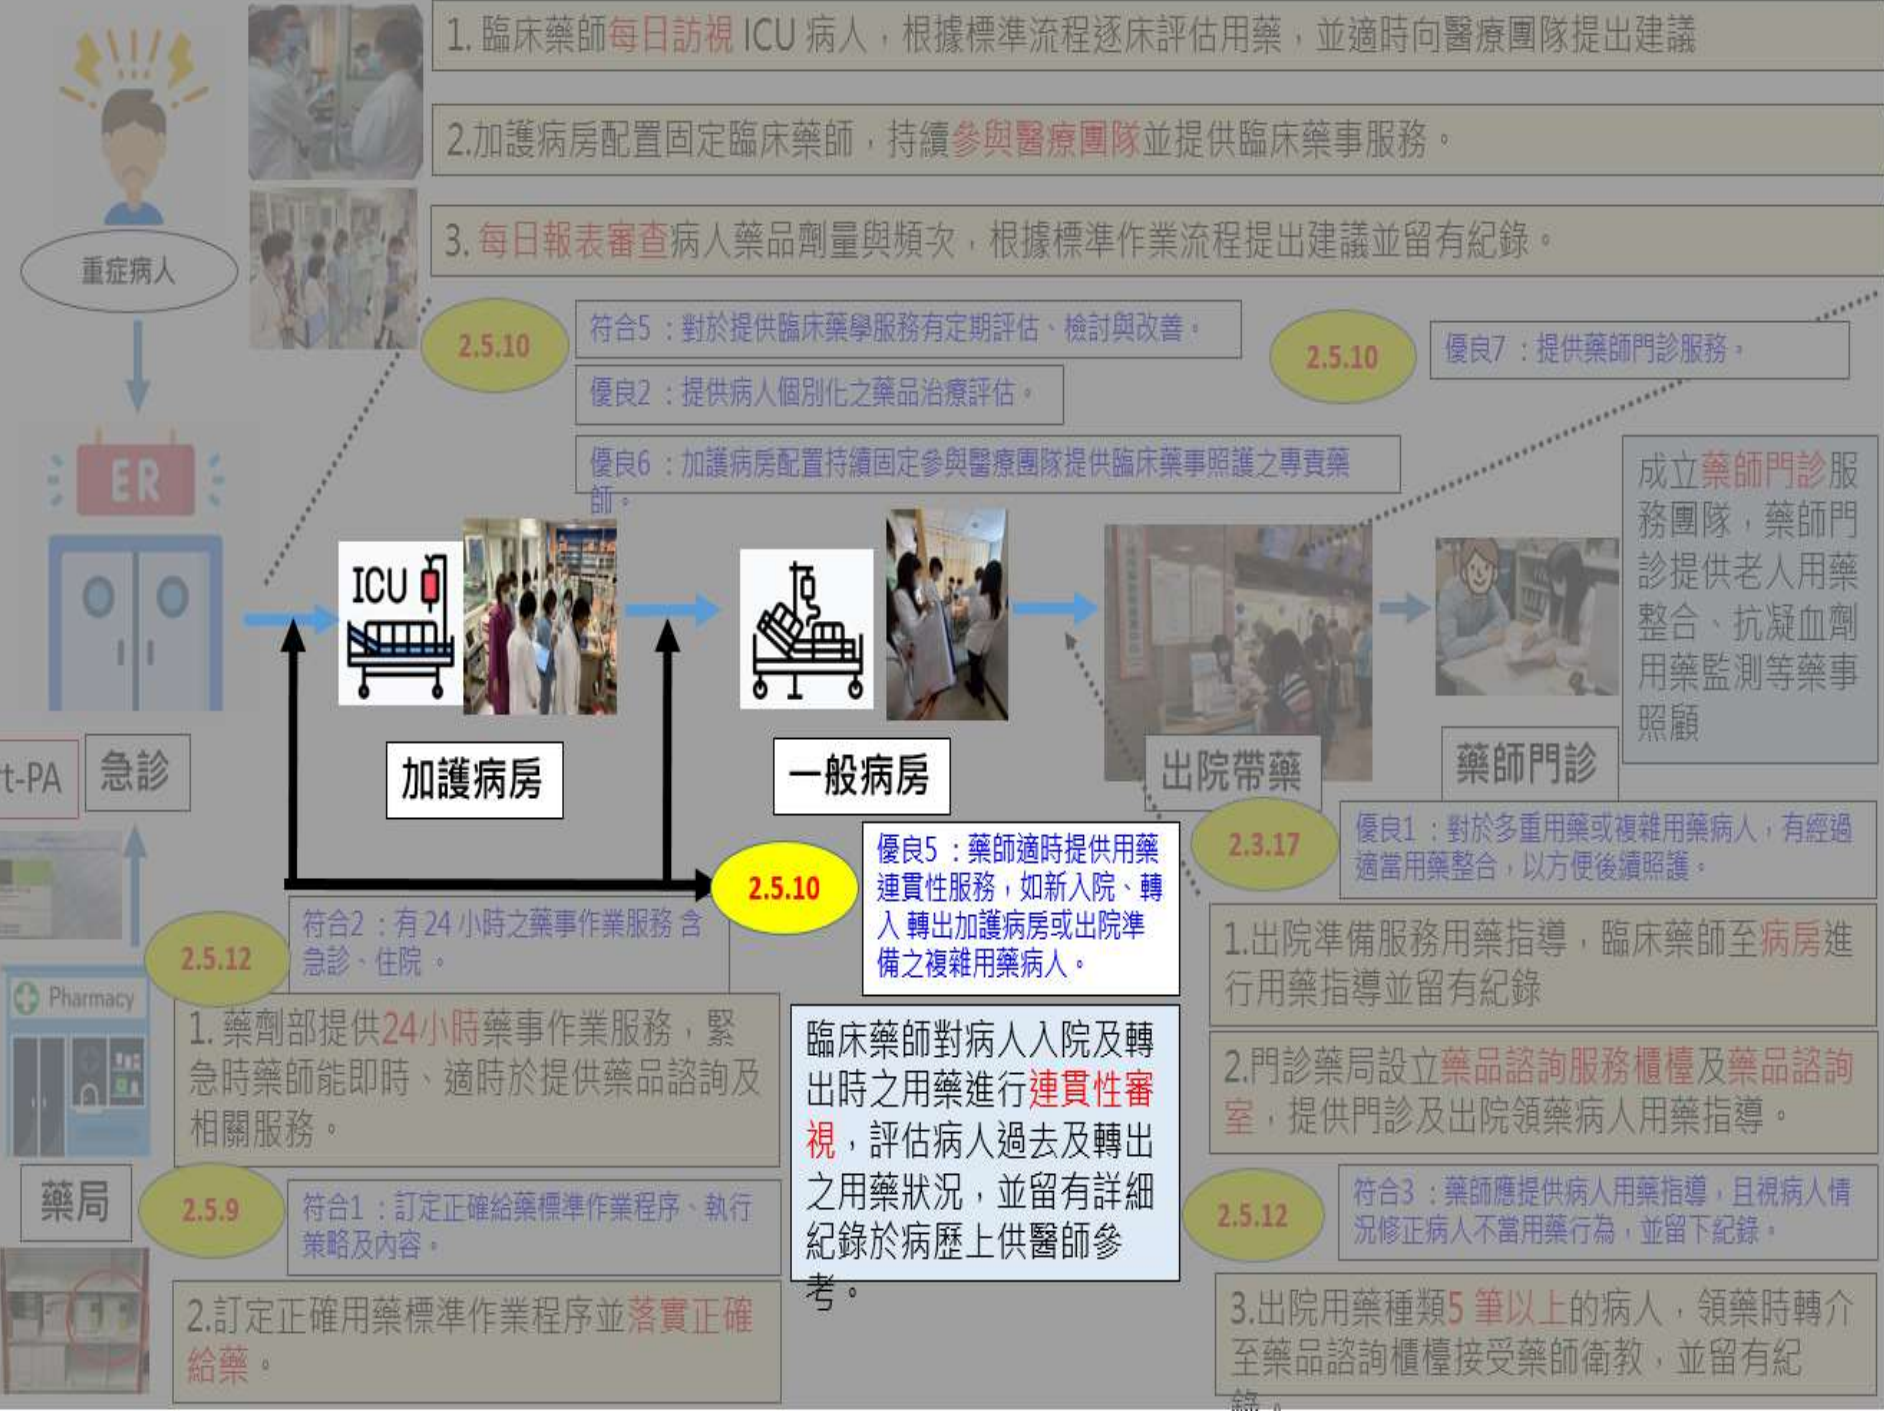 1. 臨床藥師每日訪視 ICU 病人，根據標準流程逐床評估用藥，並適時向醫療團隊提出建議
2.加護病房配置固定臨床藥師，持續參與醫療團隊並提供臨床藥事服務。
3. 每日報表審查病人藥品劑量與頻次，根據標準作業流程提出建議並留有紀錄。
重症病人
2.5.10
符合5：對於提供臨床藥學服務有定期評估、檢討與改善。
優良2：提供病人個別化之藥品治療評估。
優良6：加護病房配置持續固定參與醫療團隊提供臨床藥事照護之專責藥
師。
2.5.10
優良7：提供藥師門診服務。
成立藥師門診服
務團隊，藥師門
診提供老人用藥
整合、抗凝血劑
用藥監測等藥事
照顧
ER
ICU
rt-PA
急診
加護病房
一般病房
出院帶藥
藥師門診
2.5.10
優良5：藥師適時提供用藥
連貫性服務，如新入院、轉
入 轉出加護病房或出院準
備之複雜用藥病人。
臨床藥師對病人入院及轉
出時之用藥進行連貫性審
視，評估病人過去及轉出
之用藥狀況，並留有詳細
紀錄於病歷上供醫師參
考。
2.5.12
符合2：有 24 小時之藥事作業服務 含
急診、住院 。
Pharmacy
1. 藥劑部提供24小時藥事作業服務，緊
急時藥師能即時、適時於提供藥品諮詢及
相關服務。
藥局
2.5.9
符合1：訂定正確給藥標準作業程序、執行
策略及內容。
2.訂定正確用藥標準作業程序並落實正確
給藥。
2.3.17
優良1：對於多重用藥或複雜用藥病人，有經過
適當用藥整合，以方便後續照護。
1.出院準備服務用藥指導，臨床藥師至病房進
行用藥指導並留有紀錄
2.門診藥局設立藥品諮詢服務櫃檯及藥品諮詢
室，提供門診及出院領藥病人用藥指導。
2.5.12
符合3：藥師應提供病人用藥指導，且視病人情
況修正病人不當用藥行為，並留下紀錄。
3.出院用藥種類5 筆以上的病人，領藥時轉介
至藥品諮詢櫃檯接受藥師衛教，並留有紀
錄。